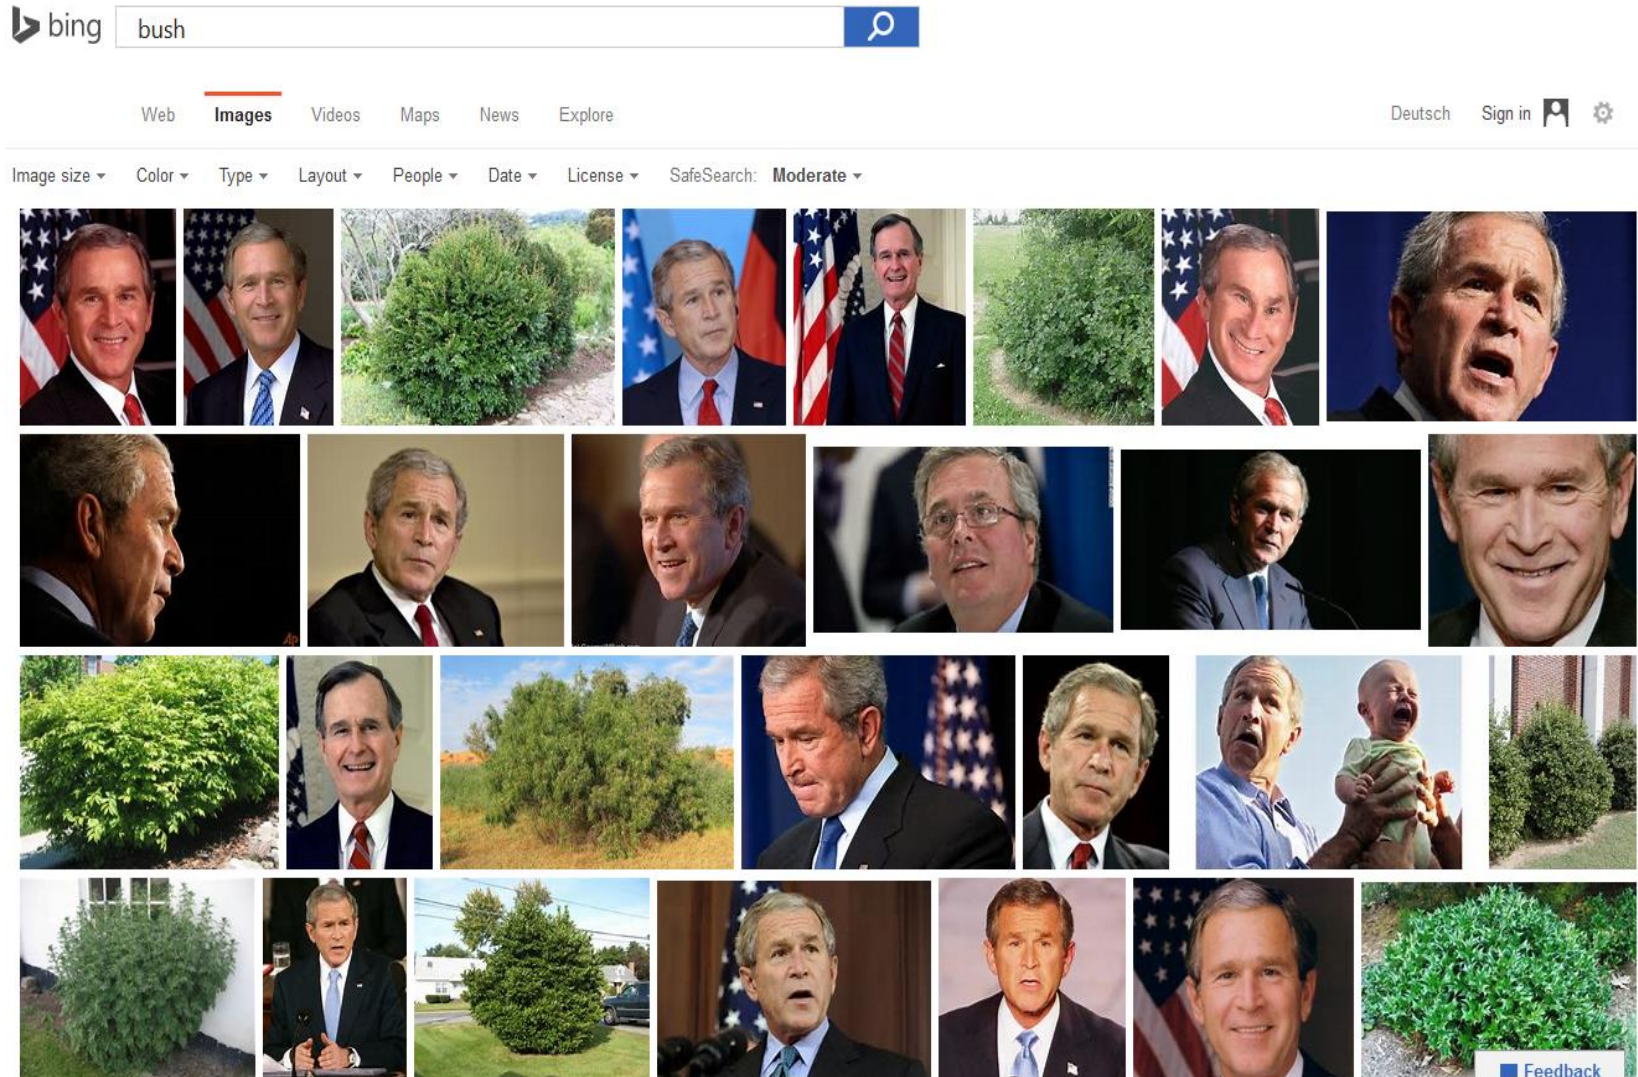 bing
bush
Web Images Videos Maps News Explore
Deutsch Sign in
Image size Color Type Layout People Date License SafeSearch: Moderate
AP
Feedback